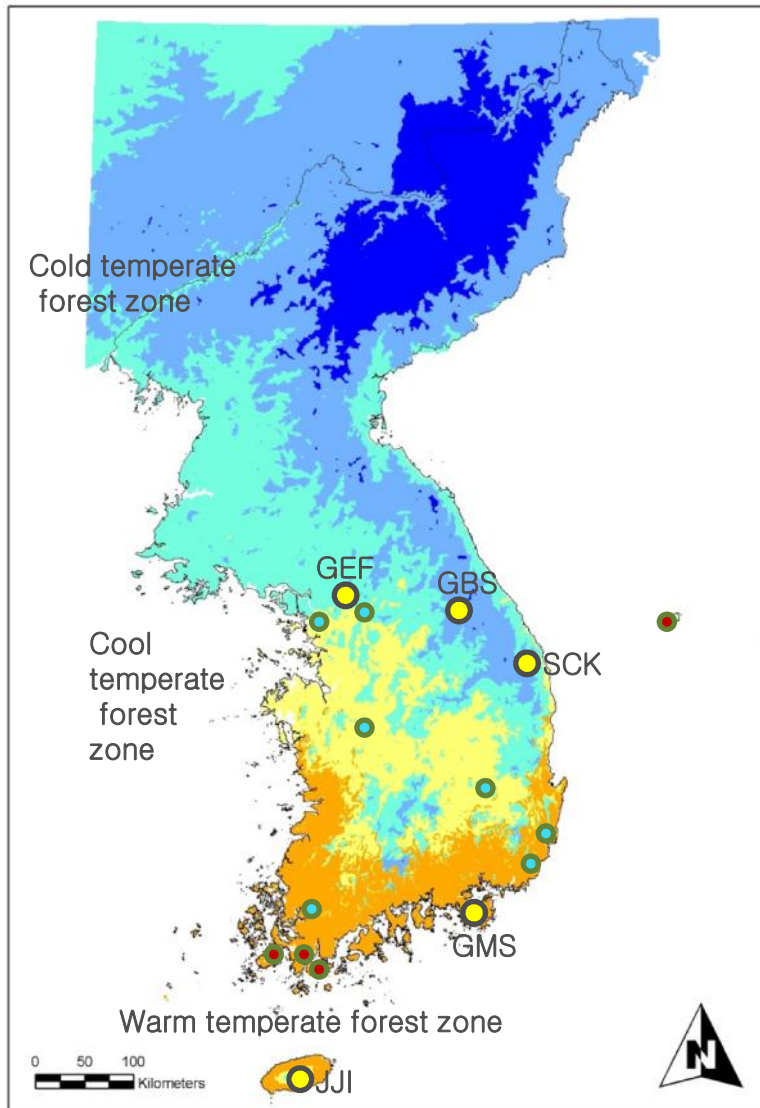 Cold temperate
forest zone
GEF
GBS
Cool
temperate
forest
zone
SCK
GMS
Warm temperate forest zone
0 50 100
Kilometers
JJI
N